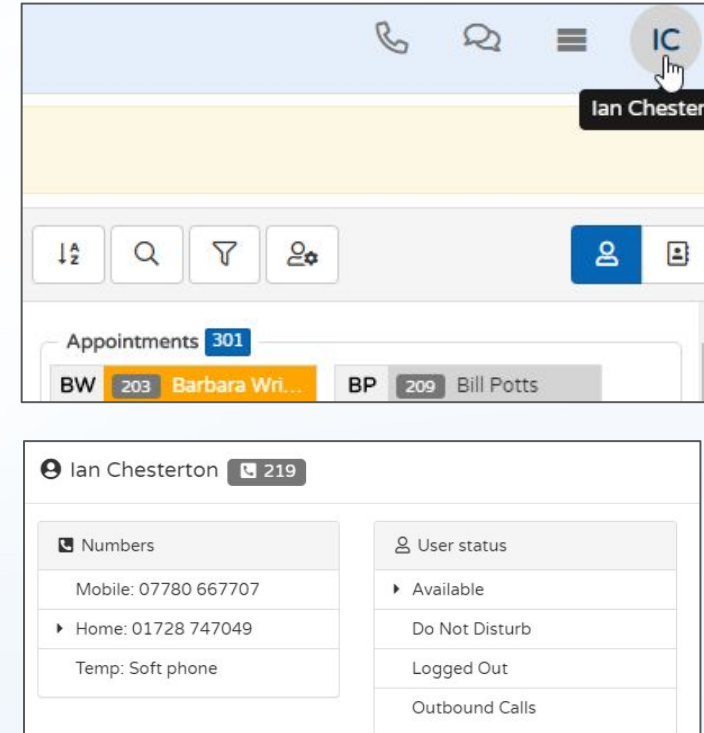 IC
Ian Chester
Appointments 301
BW 203 Barbara Wri... BP 209 Bill Potts
Ian Chesterton 219
Numbers
Mobile: 07780 667707
Home: 01728 747049
Temp: Soft phone
User status
Available
Do Not Disturb
Logged Out
Outbound Calls